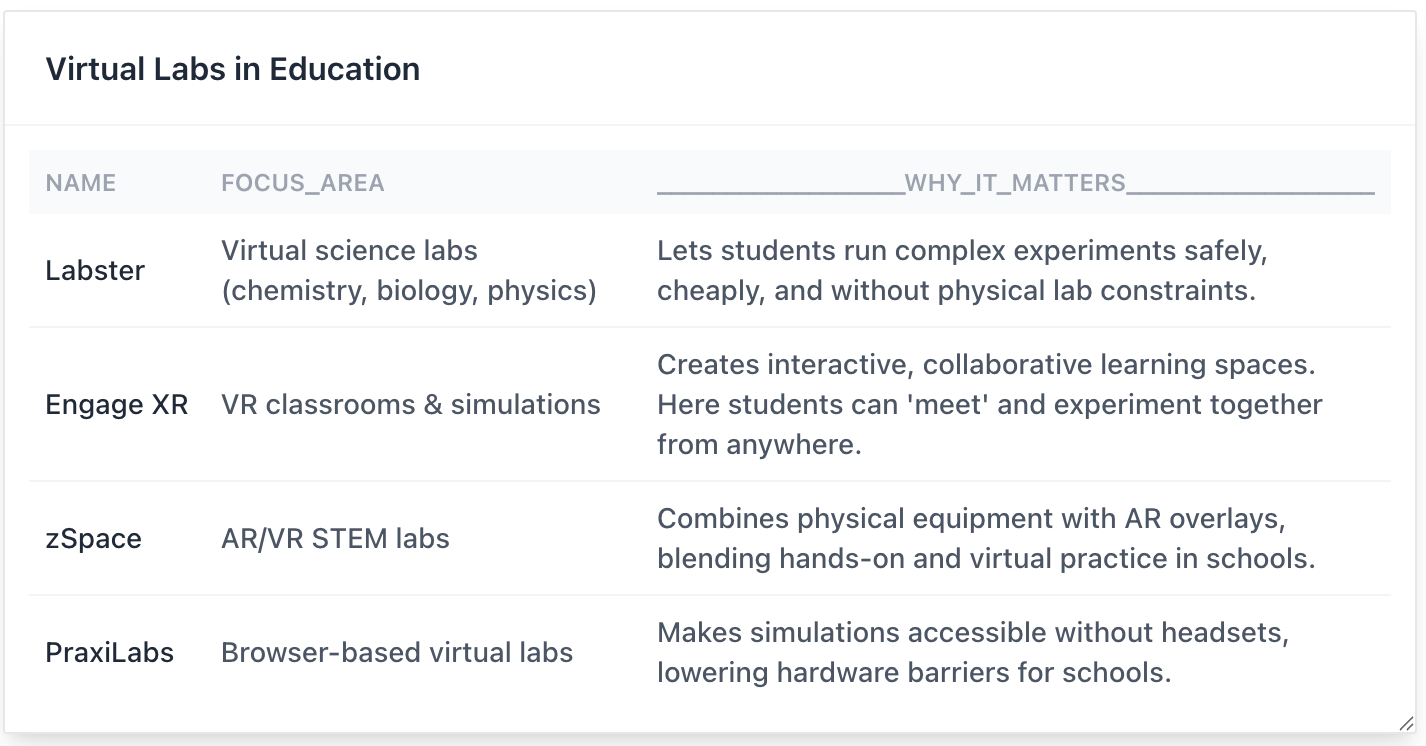 Virtual Labs in Education
NAME FOCUS_AREA __________________WHY_IT_MATTERS__________________
Labster
Virtual science labs
(chemistry, biology, physics)
Lets students run complex experiments safely,
cheaply, and without physical lab constraints.
Engage XR
VR classrooms & simulations
Creates interactive, collaborative learning spaces.
Here students can 'meet' and experiment together
from anywhere.
zSpace
AR/VR STEM labs
Combines physical equipment with AR overlays,
blending hands-on and virtual practice in schools.
PraxiLabs
Browser-based virtual labs
Makes simulations accessible without headsets,
lowering hardware barriers for schools.